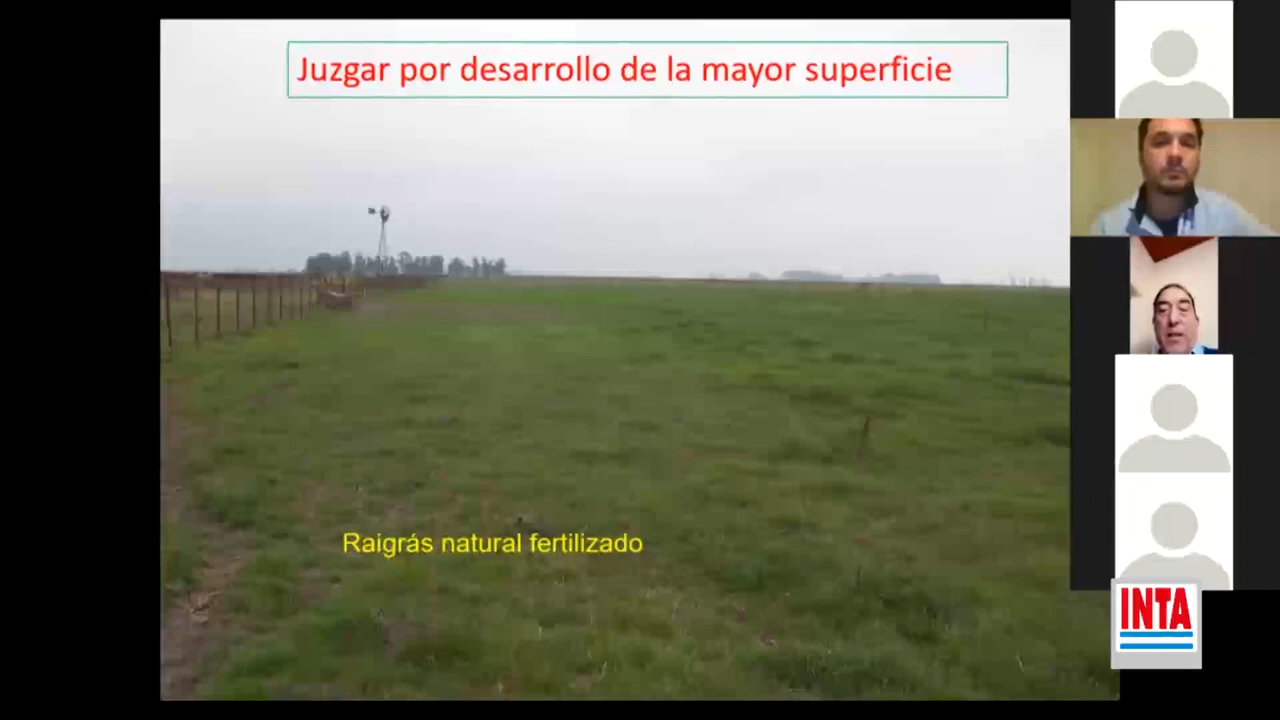 Juzgar por desarrollo de la mayor superficie
Raigrás natural fertilizado
INTA